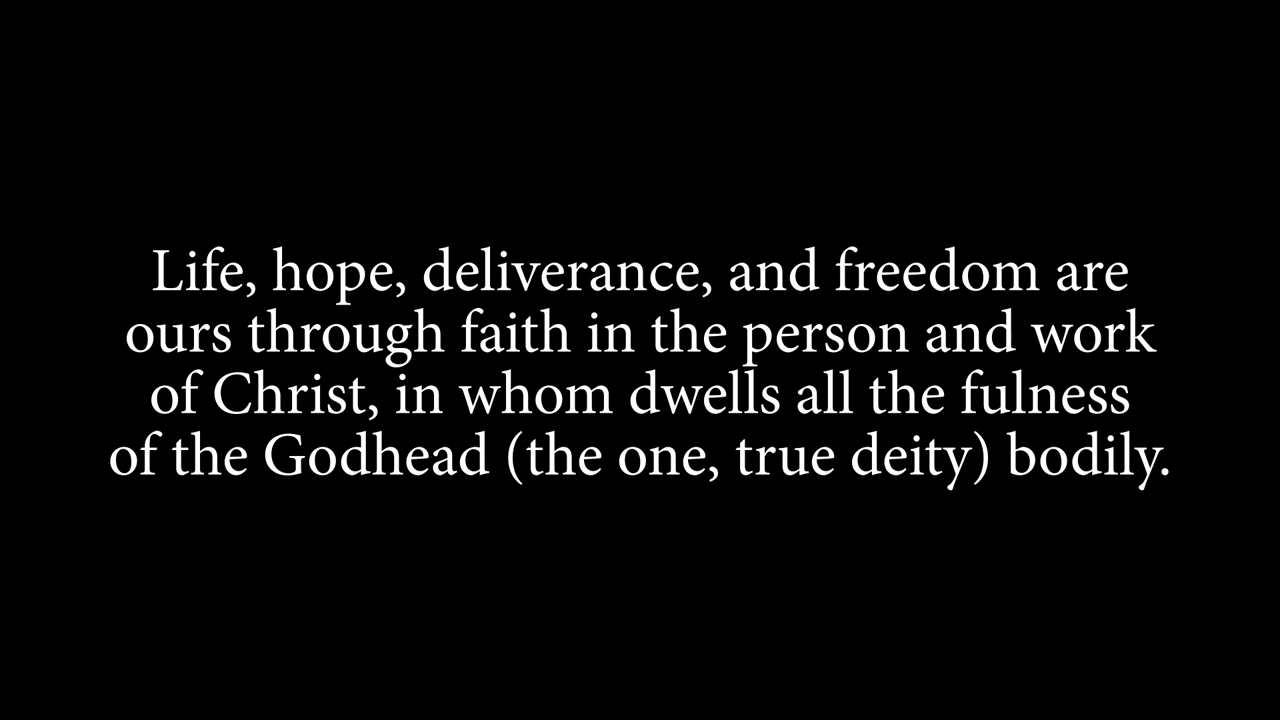 Life, hope, deliverance, and freedom are
ours through faith in the person and work
of Christ, in whom dwells all the fulness
of the Godhead (the one, true deity) bodily.